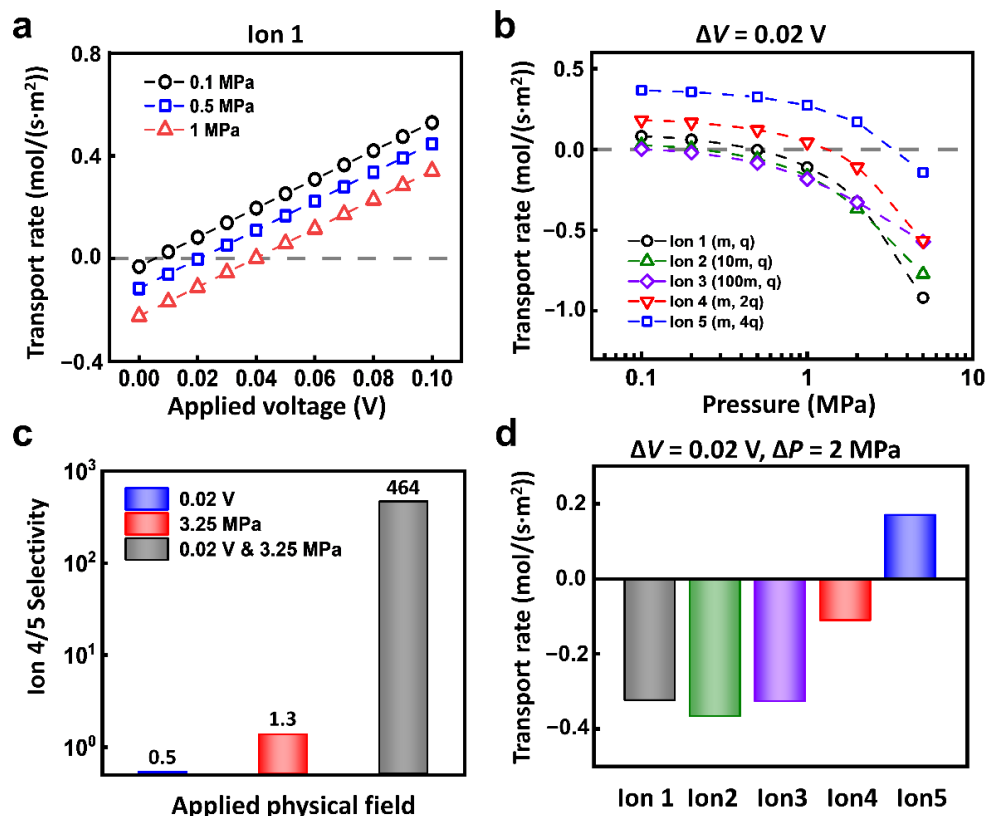 a
Ion 1
Transport rate (mol/(s·m²))
0.8
0.4
0.0
−0.4
0.1 MPa
0.5 MPa
1 MPa
0.00 0.02 0.04 0.06 0.08 0.10
Applied voltage (V)
b
ΔV = 0.02 V
Transport rate (mol/(s·m²))
0.5
0.0
−0.5
−1.0
Ion 1 (m, q)
Ion 2 (10m, q)
Ion 3 (100m, q)
Ion 4 (m, 2q)
Ion 5 (m, 4q)
0.1 1 10
Pressure (MPa)
c
Ion 4/5 Selectivity
10³
10²
10¹
10⁰
0.02 V
3.25 MPa
0.02 V & 3.25 MPa
0.5
1.3
464
Applied physical field
d
ΔV = 0.02 V, ΔP = 2 MPa
Transport rate (mol/(s·m²))
0.2
0.0
−0.2
−0.4
Ion 1 Ion2 Ion3 Ion4 Ion5